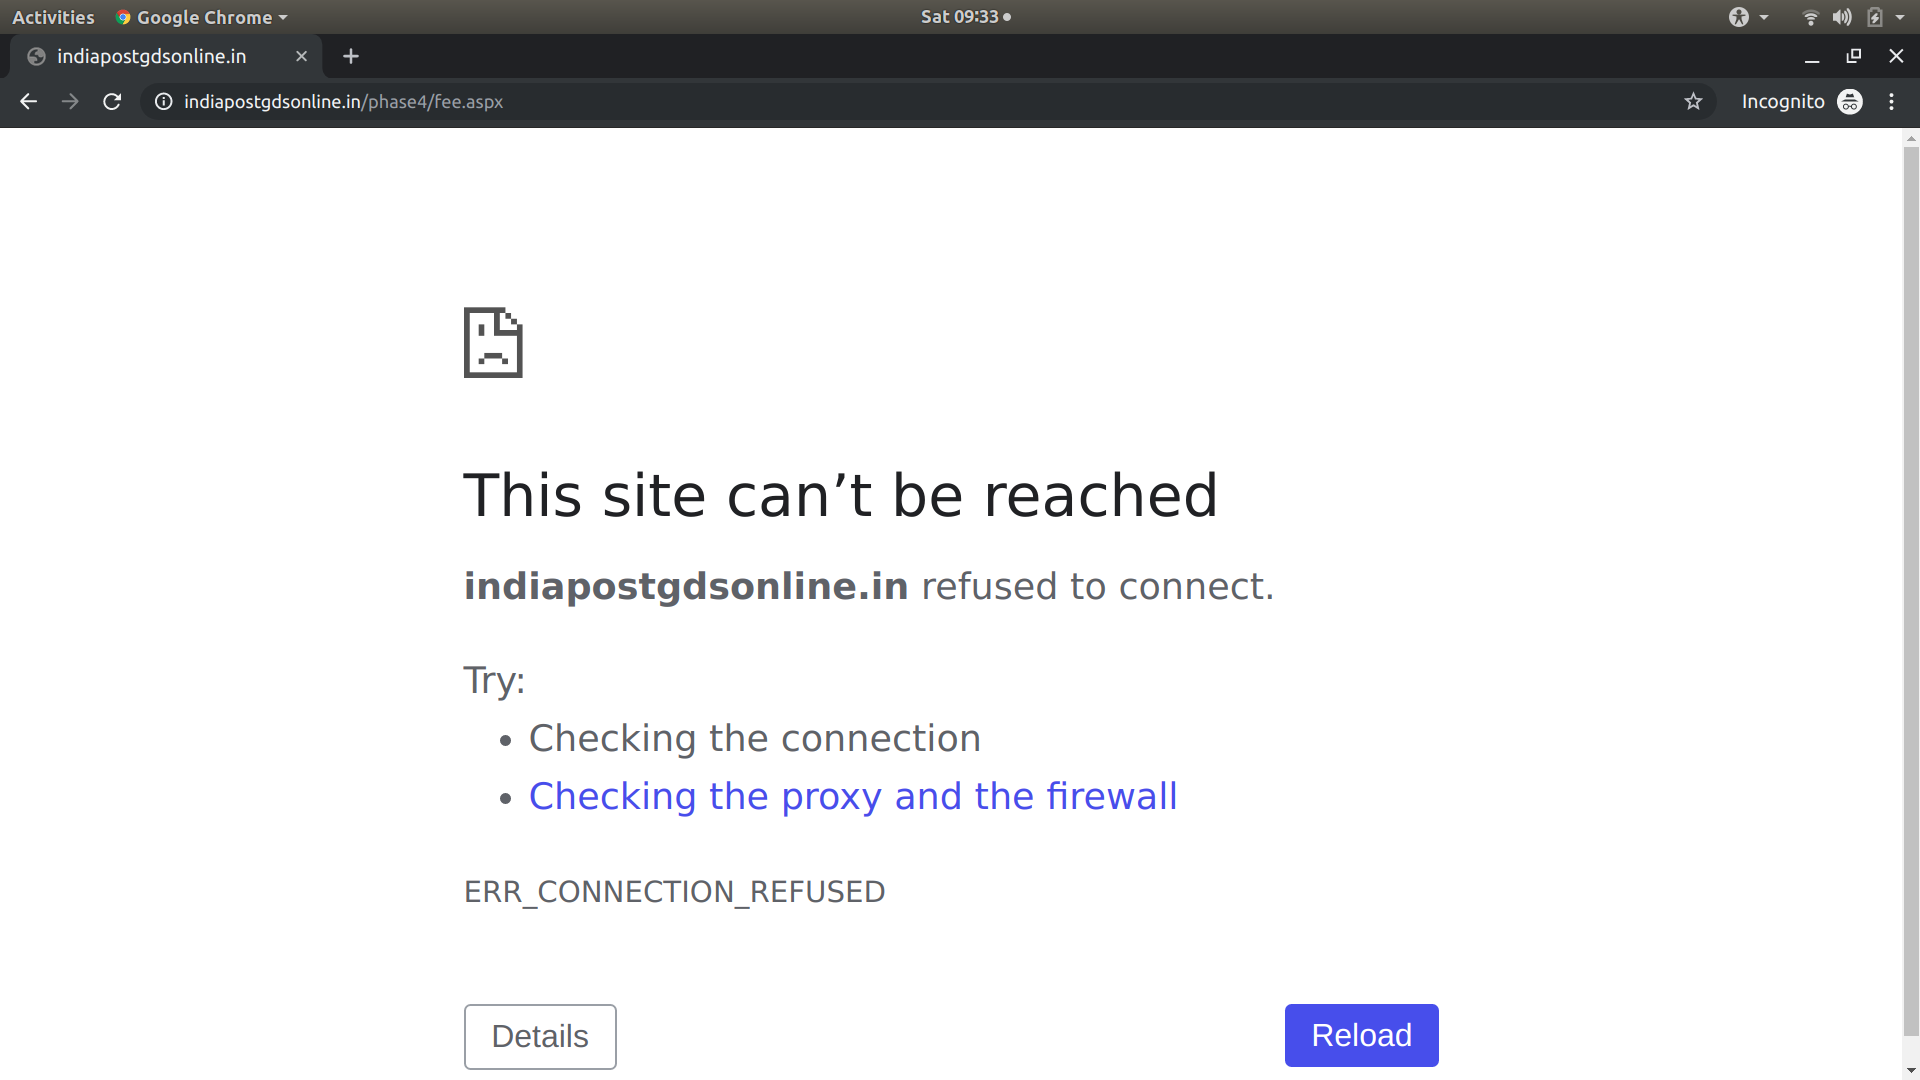 Activities Google Chrome Sat 09:33
indiapostgdsonline.in
indiapostgdsonline.in/phase4/fee.aspx Incognito
This site can’t be reached
indiapostgdsonline.in refused to connect.
Try:
• Checking the connection
• Checking the proxy and the firewall
ERR_CONNECTION_REFUSED
Details Reload